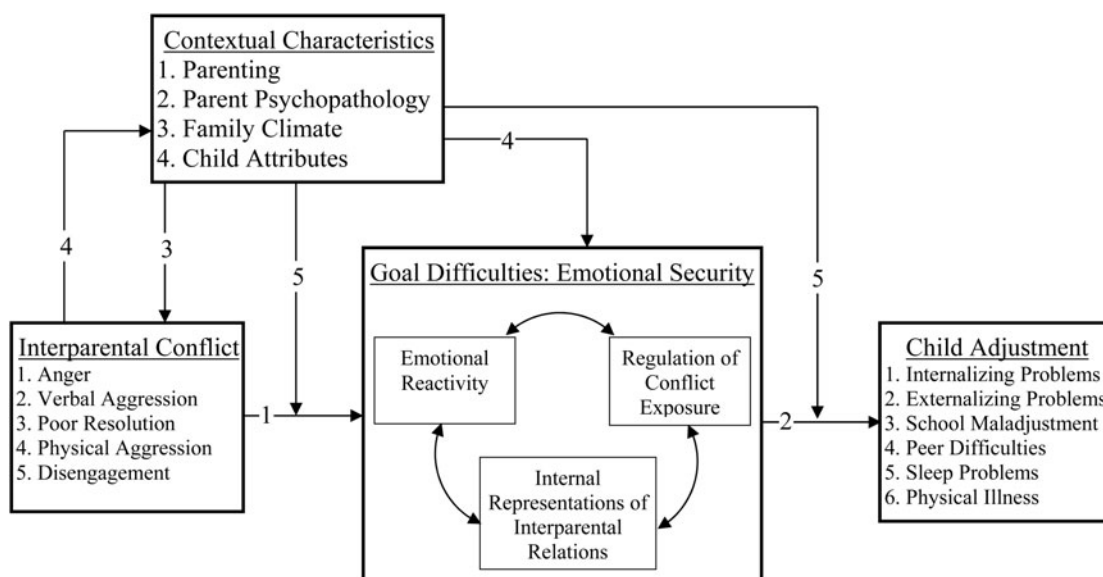 Contextual Characteristics
1. Parenting
2. Parent Psychopathology
3. Family Climate
4. Child Attributes
4
4
3
5
5
Goal Difficulties: Emotional Security
Emotional
Reactivity
Regulation of
Conflict
Exposure
Internal
Representations of
Interparental
Relations
Interparental Conflict
1. Anger
2. Verbal Aggression
3. Poor Resolution
4. Physical Aggression
5. Disengagement
1
2
Child Adjustment
1. Internalizing Problems
2. Externalizing Problems
3. School Maladjustment
4. Peer Difficulties
5. Sleep Problems
6. Physical Illness